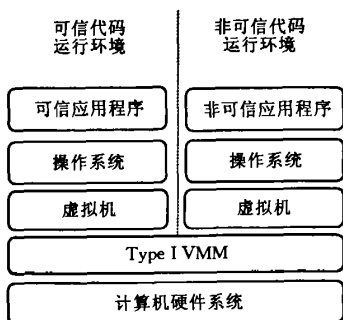 可信代码
运行环境
非可信代码
运行环境
可信应用程序
非可信应用程序
操作系统
操作系统
虚拟机
虚拟机
Type I VMM
计算机硬件系统